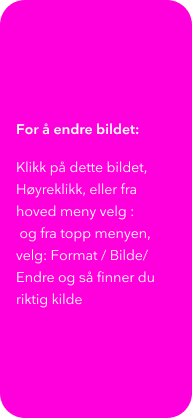 For å endre bildet:
Klikk på dette bildet,
Høyreklikk, eller fra
hoved meny velg :
og fra topp menyen,
velg: Format / Bilde/
Endre og så finner du
riktig kilde